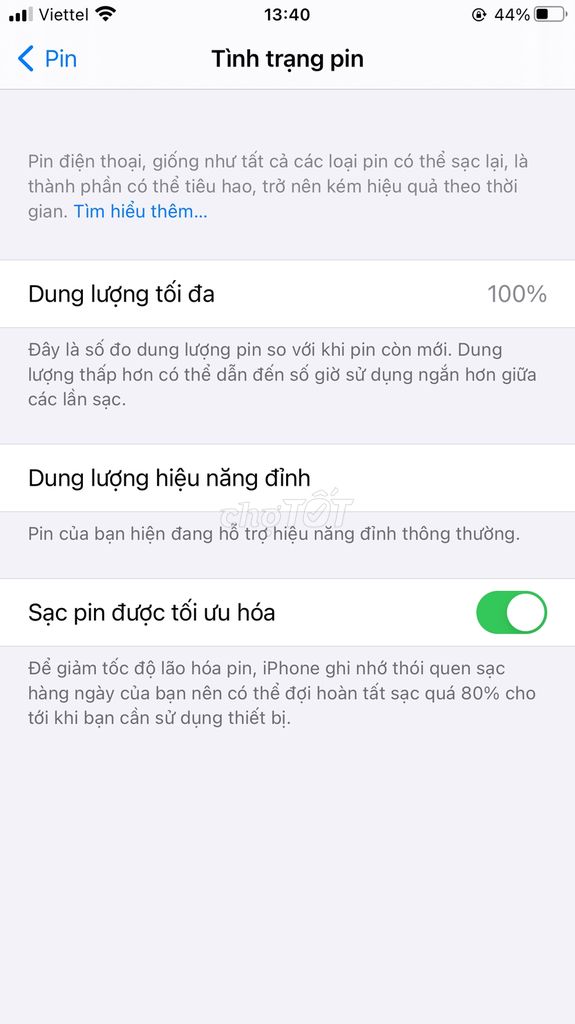 Viettel 13:40 44%
Pin Tình trạng pin
Pin điện thoại, giống như tất cả các loại pin có thể sạc lại, là
thành phần có thể tiêu hao, trở nên kém hiệu quả theo thời
gian. Tìm hiểu thêm...
Dung lượng tối đa 100%
Đây là số đo dung lượng pin so với khi pin còn mới. Dung
lượng thấp hơn có thể dẫn đến số giờ sử dụng ngắn hơn giữa
các lần sạc.
Dung lượng hiệu năng đỉnh
chợTỐT
Pin của bạn hiện đang hỗ trợ hiệu năng đỉnh thông thường.
Sạc pin được tối ưu hóa
Để giảm tốc độ lão hóa pin, iPhone ghi nhớ thói quen sạc
hàng ngày của bạn nên có thể đợi hoàn tất sạc quá 80% cho
tới khi bạn cần sử dụng thiết bị.